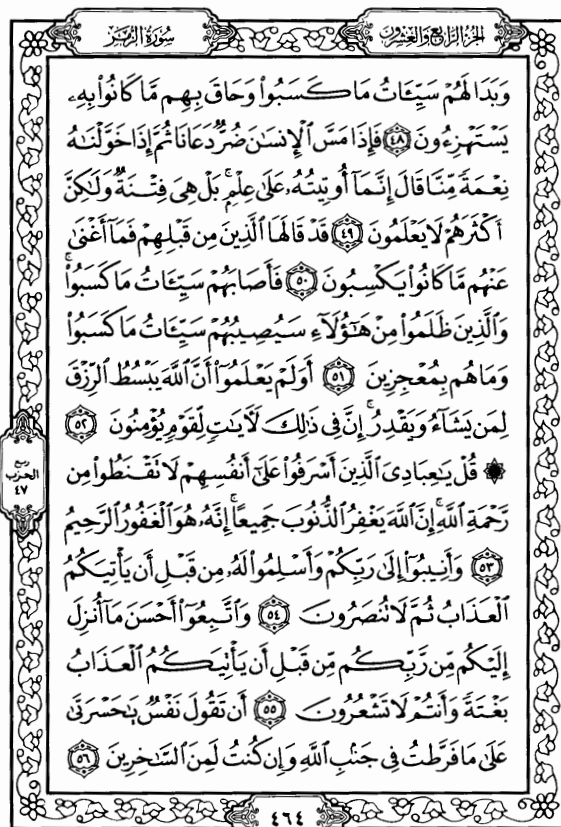 الجزء الرابع والعشرون
سورة الزمر
وَبَدَا لَهُمْ سَيِّـَٔاتُ مَا كَسَبُوا۟ وَحَاقَ بِهِم مَّا كَانُوا۟ بِهِۦ
يَسْتَهْزِءُونَ ٤٨ فَإِذَا مَسَّ ٱلْإِنسَٰنَ ضُرٌّ دَعَانَا ثُمَّ إِذَا خَوَّلْنَٰهُ
نِعْمَةً مِّنَّا قَالَ إِنَّمَآ أُوتِيتُهُۥ عَلَىٰ عِلْمٍۭ ۚ بَلْ هِىَ فِتْنَةٌ وَلَٰكِنَّ
أَكْثَرَهُمْ لَا يَعْلَمُونَ ٤٩ قَدْ قَالَهَا ٱلَّذِينَ مِن قَبْلِهِمْ فَمَآ أَغْنَىٰ
عَنْهُم مَّا كَانُوا۟ يَكْسِبُونَ ٥٠ فَأَصَابَهُمْ سَيِّـَٔاتُ مَا كَسَبُوا۟ ۚ
وَٱلَّذِينَ ظَلَمُوا۟ مِنْ هَٰٓؤُلَآءِ سَيُصِيبُهُمْ سَيِّـَٔاتُ مَا كَسَبُوا۟
وَمَا هُم بِمُعْجِزِينَ ٥١ أَوَلَمْ يَعْلَمُوٓا۟ أَنَّ ٱللَّهَ يَبْسُطُ ٱلرِّزْقَ
لِمَن يَشَآءُ وَيَقْدِرُ ۚ إِنَّ فِى ذَٰلِكَ لَءَايَٰتٍ لِّقَوْمٍ يُؤْمِنُونَ ٥٢
۞ قُلْ يَٰعِبَادِىَ ٱلَّذِينَ أَسْرَفُوا۟ عَلَىٰٓ أَنفُسِهِمْ لَا تَقْنَطُوا۟ مِن
رَّحْمَةِ ٱللَّهِ ۚ إِنَّ ٱللَّهَ يَغْفِرُ ٱلذُّنُوبَ جَمِيعًا ۚ إِنَّهُۥ هُوَ ٱلْغَفُورُ ٱلرَّحِيمُ
٥٣ وَأَنِيبُوٓا۟ إِلَىٰ رَبِّكُمْ وَأَسْلِمُوا۟ لَهُۥ مِن قَبْلِ أَن يَأْتِيَكُمُ
ٱلْعَذَابُ ثُمَّ لَا تُنصَرُونَ ٥٤ وَٱتَّبِعُوٓا۟ أَحْسَنَ مَآ أُنزِلَ
إِلَيْكُم مِّن رَّبِّكُم مِّن قَبْلِ أَن يَأْتِيَكُمُ ٱلْعَذَابُ
بَغْتَةً وَأَنتُمْ لَا تَشْعُرُونَ ٥٥ أَن تَقُولَ نَفْسٌ يَٰحَسْرَتَىٰ
عَلَىٰ مَا فَرَّطتُ فِى جَنۢبِ ٱللَّهِ وَإِن كُنتُ لَمِنَ ٱلسَّٰخِرِينَ ٥٦
ربع
الحزب
٤٧
٤٦٤